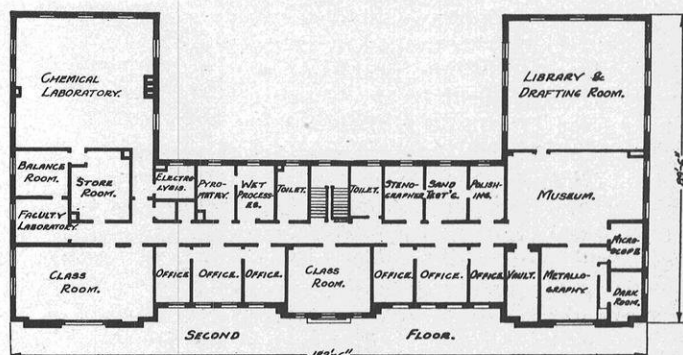 CHEMICAL
LABORATORY.
LIBRARY &
DRAFTING ROOM.
BALANCE
ROOM.
STORE
ROOM.
ELECTRO
LYSIS.
PYRO-
METRY.
WET
PROCESS-
ES.
TOILET.
TOILET.
STENO-
GRAPHER
SAND
TEST'G.
POLISH-
ING.
MUSEUM.
FACULTY
LABORATORY.
MICRO-
SCOPE
CLASS
ROOM.
OFFICE
OFFICE.
OFFICE.
CLASS
ROOM.
OFFICE.
OFFICE.
OFFICE
VAULT.
METALLO-
GRAPHY
DARK
ROOM.
SECOND FLOOR.